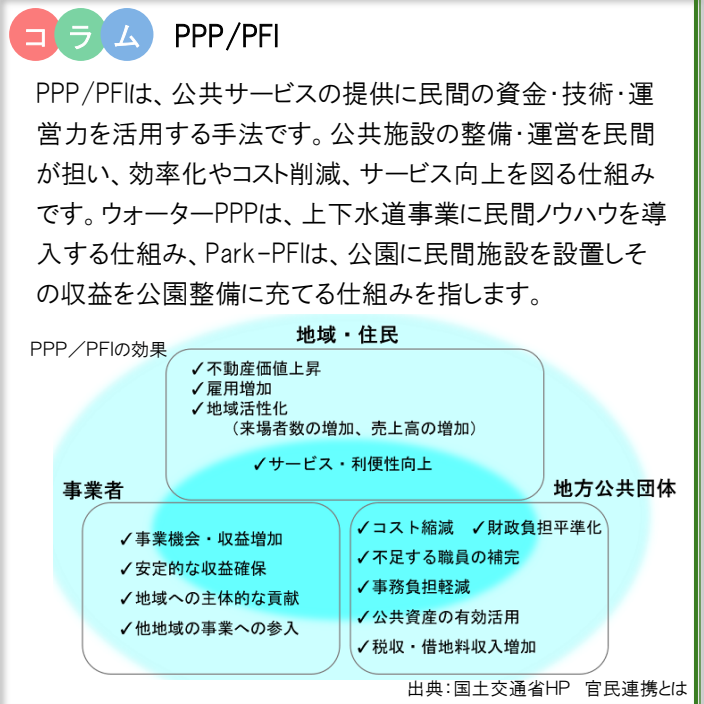 コラム PPP/PFI
PPP/PFIは、公共サービスの提供に民間の資金･技術･運
営力を活用する手法です。公共施設の整備･運営を民間
が担い、効率化やコスト削減、サービス向上を図る仕組み
です。ウォーターPPPは、上下水道事業に民間ノウハウを導
入する仕組み、Park-PFIは、公園に民間施設を設置しそ
の収益を公園整備に充てる仕組みを指します。
PPP／PFIの効果
地域・住民
✓不動産価値上昇
✓雇用増加
✓地域活性化
（来場者数の増加、売上高の増加）
✓サービス・利便性向上
事業者
✓事業機会・収益増加
✓安定的な収益確保
✓地域への主体的な貢献
✓他地域の事業への参入
地方公共団体
✓コスト縮減 ✓財政負担平準化
✓不足する職員の補完
✓事務負担軽減
✓公共資産の有効活用
✓税収・借地料収入増加
出典：国土交通省HP　官民連携とは